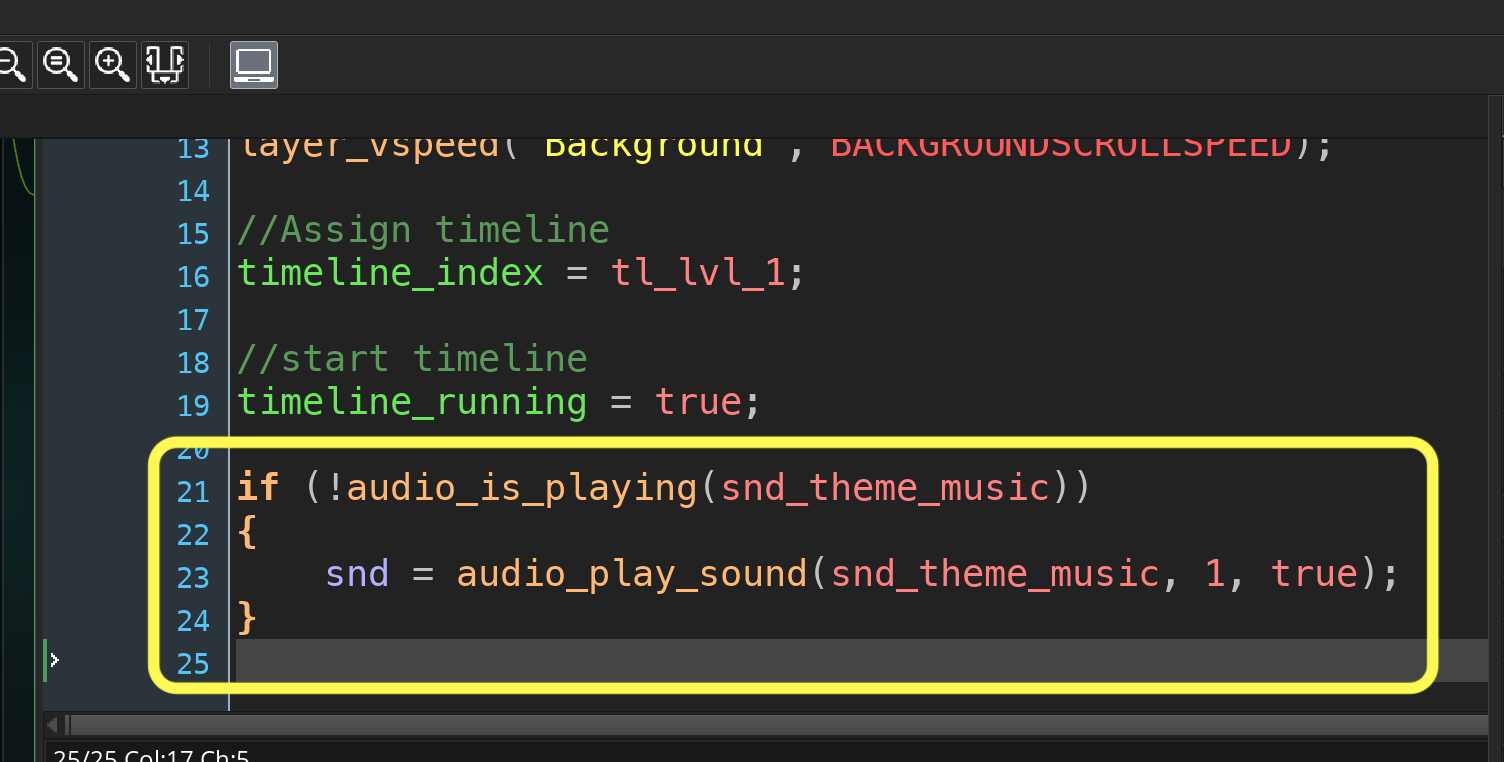 13 layer_vspeed("Background", BACKGROUNDSCROLLSPEED);
14
15 //Assign timeline
16 timeline_index = tl_lvl_1;
17
18 //start timeline
19 timeline_running = true;
20
21 if (!audio_is_playing(snd_theme_music))
22 {
23 snd = audio_play_sound(snd_theme_music, 1, true);
24 }
25
25/25 Col:17 Ch:5